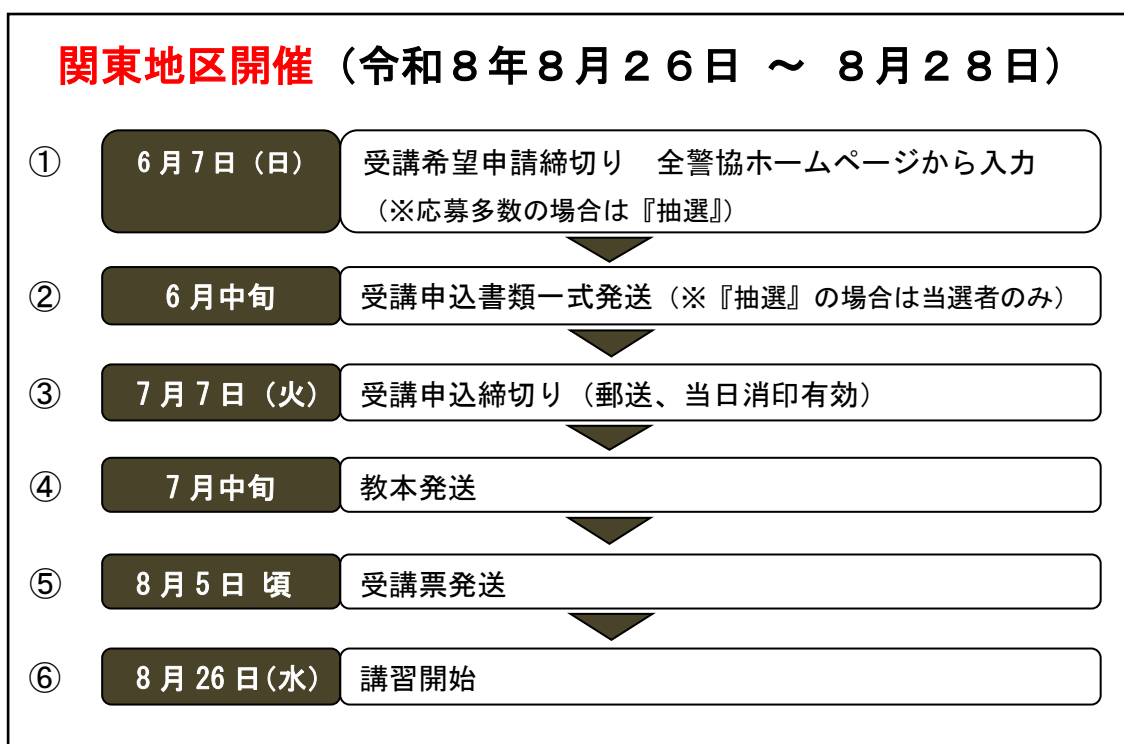 関東地区開催（令和８年８月２６日 ～ ８月２８日）
① 6月7日（日） 受講希望申請締切り　全警協ホームページから入力
（※応募多数の場合は『抽選』）
② 6月中旬 受講申込書類一式発送（※『抽選』の場合は当選者のみ）
③ 7月7日（火） 受講申込締切り（郵送、当日消印有効）
④ 7月中旬 教本発送
⑤ 8月5日 頃 受講票発送
⑥ 8月26日(水) 講習開始